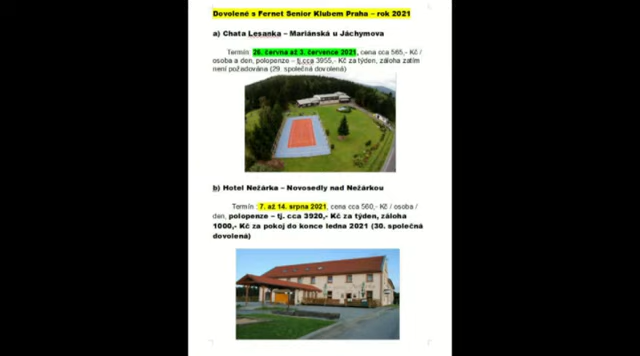 Dovolené s Fernet Senior Klubem Praha – rok 2021
a) Chata Lesanka – Mariánská u Jáchymova
Termín: 26. června až 3. července 2021, cena cca 565,- Kč /
osoba a den, polopenze – tj.cca 3955,- Kč za týden, záloha zatím
není požadována (29. společná dovolená)
b) Hotel Nežárka – Novosedly nad Nežárkou
Termín : 7. až 14. srpna 2021, cena cca 560,- Kč / osoba /
den, polopenze – tj. cca 3920,- Kč za týden, záloha
1000,- Kč za pokoj do konce ledna 2021 (30. společná
dovolená)